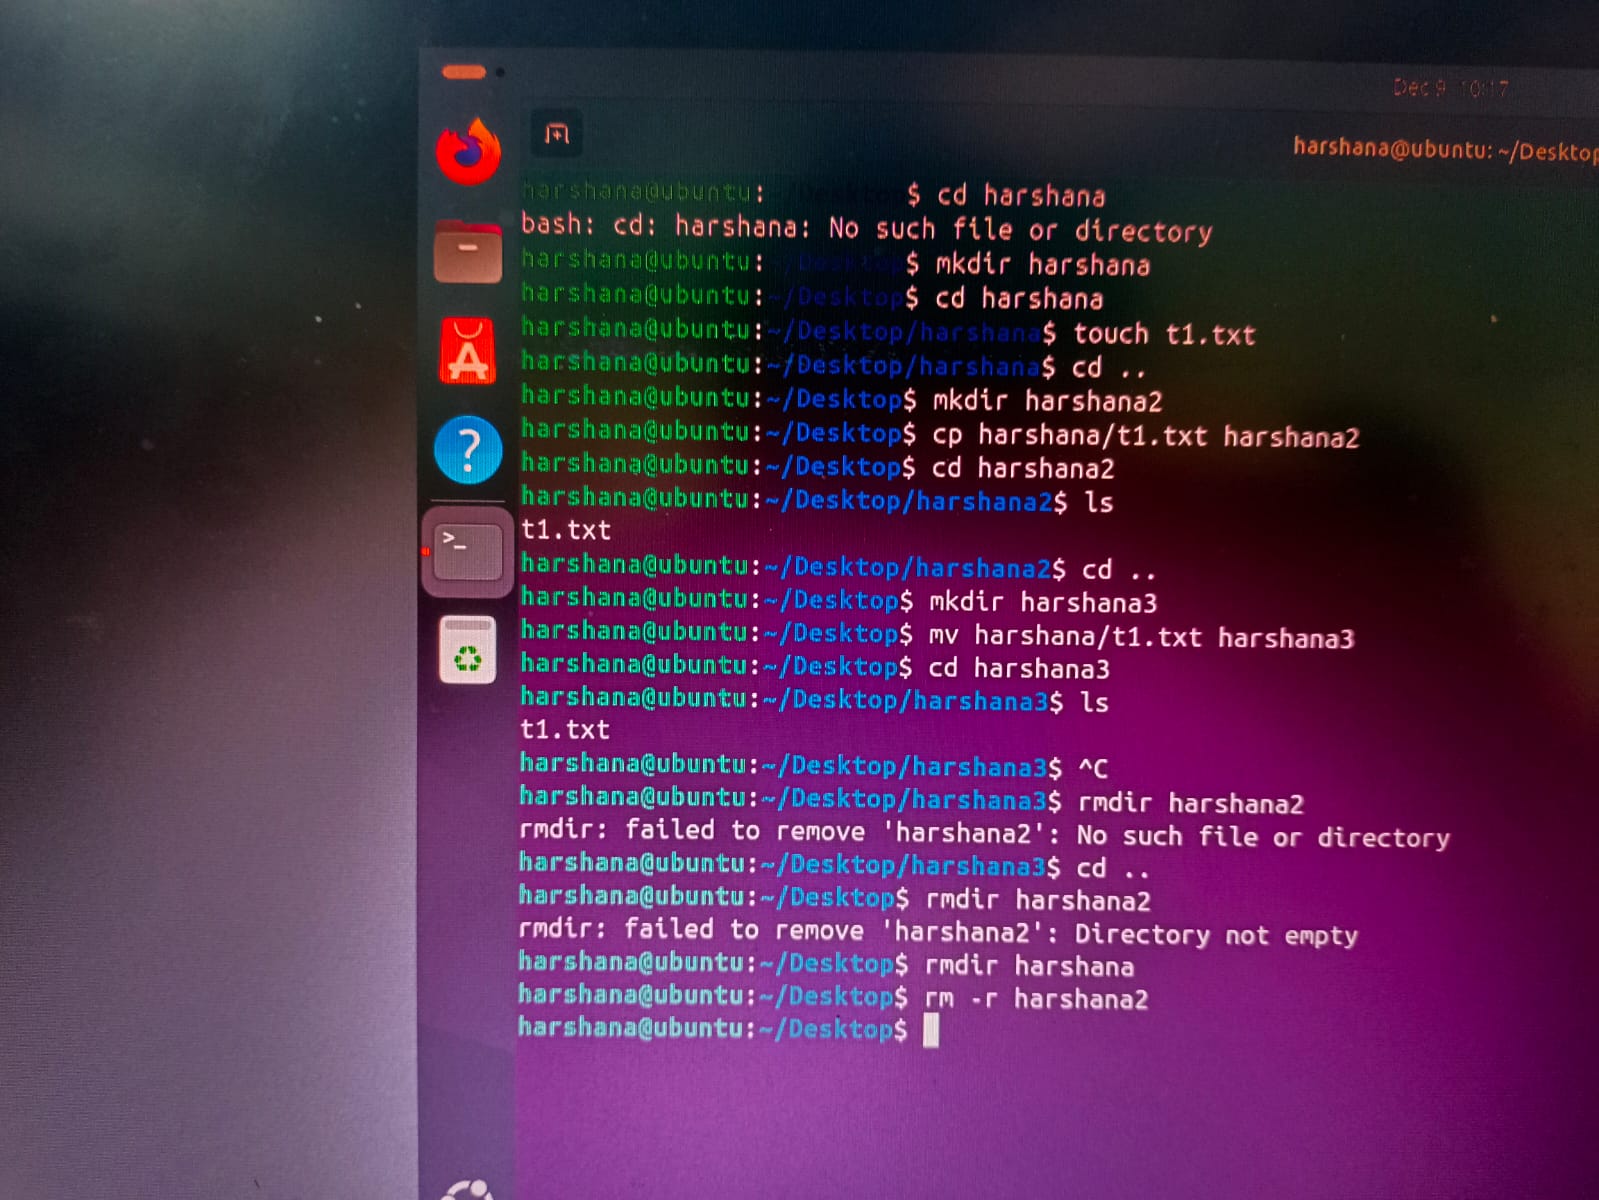 Dec 9 10:17
harshana@ubuntu: ~/Desktop
harshana@ubuntu:~/Desktop$ cd harshana
bash: cd: harshana: No such file or directory
harshana@ubuntu:~/Desktop$ mkdir harshana
harshana@ubuntu:~/Desktop$ cd harshana
harshana@ubuntu:~/Desktop/harshana$ touch t1.txt
harshana@ubuntu:~/Desktop/harshana$ cd ..
harshana@ubuntu:~/Desktop$ mkdir harshana2
harshana@ubuntu:~/Desktop$ cp harshana/t1.txt harshana2
harshana@ubuntu:~/Desktop$ cd harshana2
harshana@ubuntu:~/Desktop/harshana2$ ls
t1.txt
harshana@ubuntu:~/Desktop/harshana2$ cd ..
harshana@ubuntu:~/Desktop$ mkdir harshana3
harshana@ubuntu:~/Desktop$ mv harshana/t1.txt harshana3
harshana@ubuntu:~/Desktop$ cd harshana3
harshana@ubuntu:~/Desktop/harshana3$ ls
t1.txt
harshana@ubuntu:~/Desktop/harshana3$ ^C
harshana@ubuntu:~/Desktop/harshana3$ rmdir harshana2
rmdir: failed to remove 'harshana2': No such file or directory
harshana@ubuntu:~/Desktop/harshana3$ cd ..
harshana@ubuntu:~/Desktop$ rmdir harshana2
rmdir: failed to remove 'harshana2': Directory not empty
harshana@ubuntu:~/Desktop$ rmdir harshana
harshana@ubuntu:~/Desktop$ rm -r harshana2
harshana@ubuntu:~/Desktop$